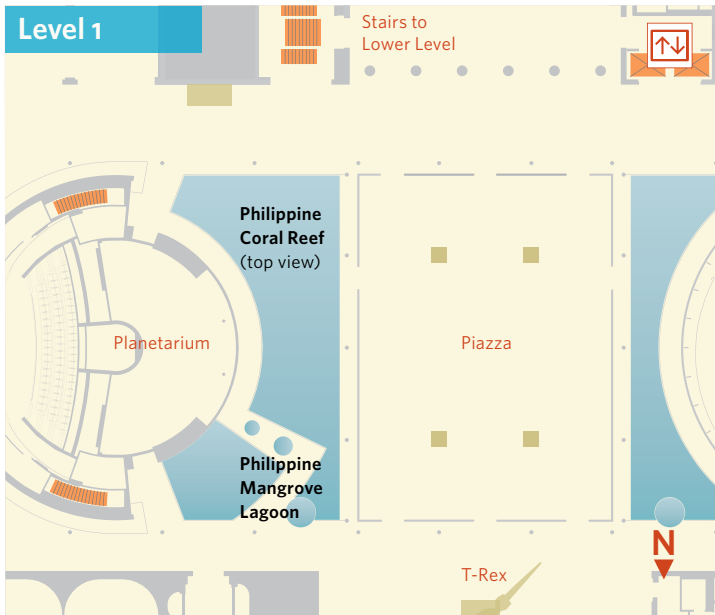 Level 1
Stairs to
Lower Level
Philippine
Coral Reef
(top view)
Planetarium
Piazza
Philippine
Mangrove
Lagoon
N
T-Rex